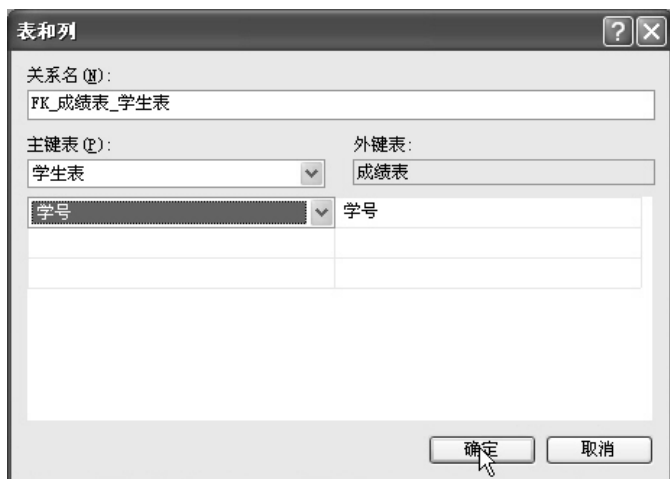 表和列
关系名(N):
FK_成绩表_学生表
主键表(P): 外键表:
学生表 成绩表
学号 学号
确定 取消